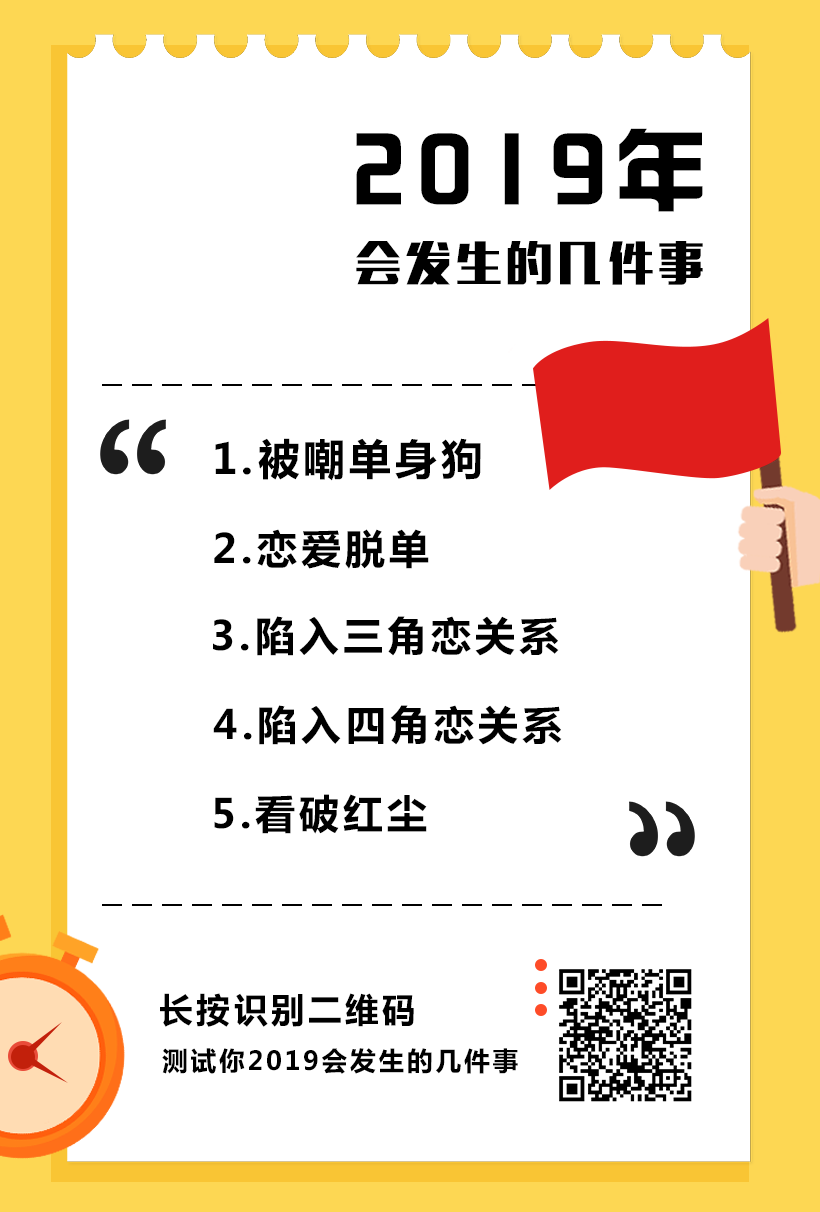 2019年
会发生的几件事
“
1.被嘲单身狗
2.恋爱脱单
3.陷入三角恋关系
4.陷入四角恋关系
5.看破红尘
”
长按识别二维码
测试你2019会发生的几件事